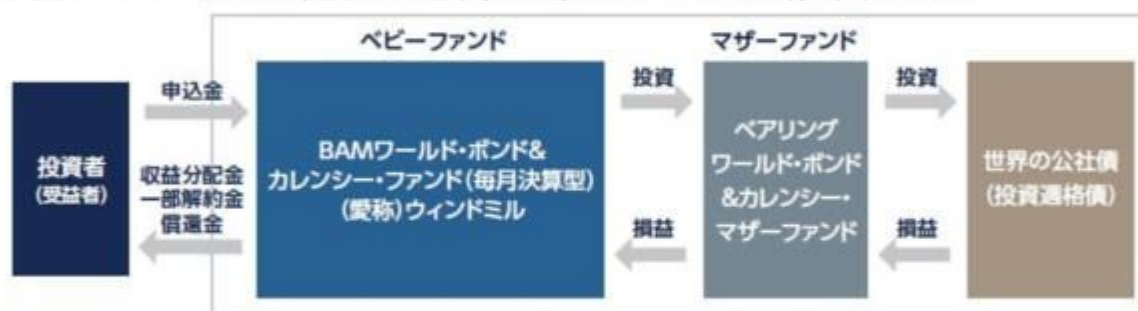 ベビーファンド
マザーファンド
投資者
(受益者)
申込金
収益分配金
一部解約金
償還金
BAMワールド・ボンド&
カレンシー・ファンド(毎月決算型)
(愛称)ウィンドミル
投資
損益
ベアリング
ワールド・ボンド
&カレンシー・
マザーファンド
投資
損益
世界の公社債
(投資適格債)